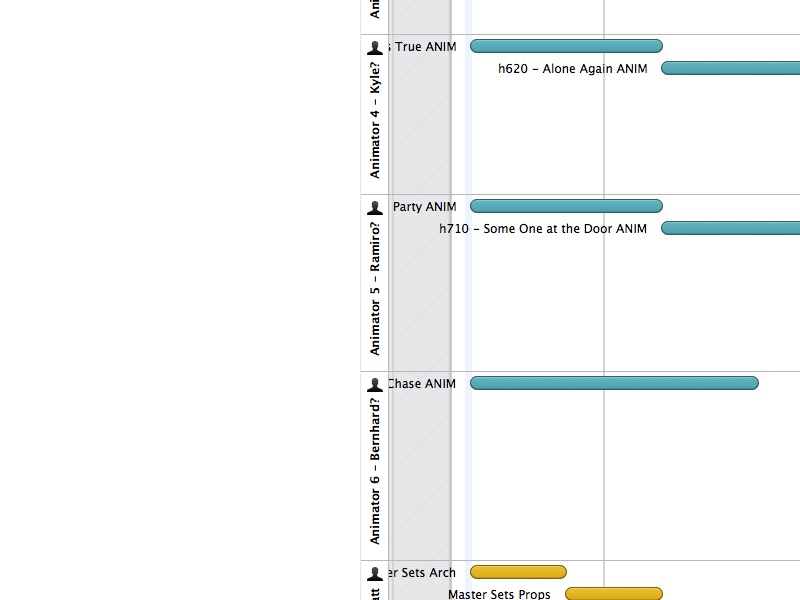 Ani
True ANIM
h620 – Alone Again ANIM
Animator 4 – Kyle?
Party ANIM
h710 – Some One at the Door ANIM
Animator 5 – Ramiro?
Chase ANIM
Animator 6 – Bernhard?
er Sets Arch
Master Sets Props
att